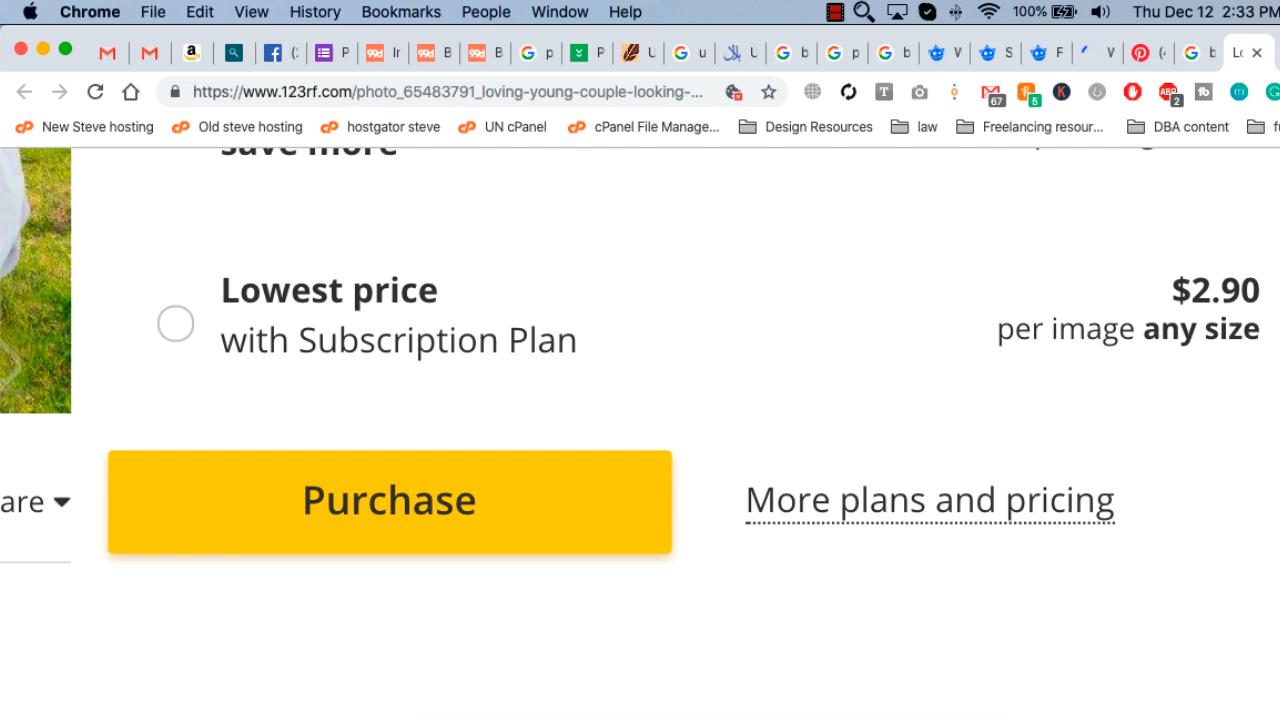 Chrome File Edit View History Bookmarks People Window Help 100% Thu Dec 12 2:33 PM
https://www.123rf.com/photo_65483791_loving-young-couple-looking-... 67 5 ABP 2
New Steve hosting Old steve hosting hostgator steve UN cPanel cPanel File Manage... Design Resources law Freelancing resour... DBA content
save more
Lowest price
$2.90
with Subscription Plan
per image any size
are
Purchase
More plans and pricing